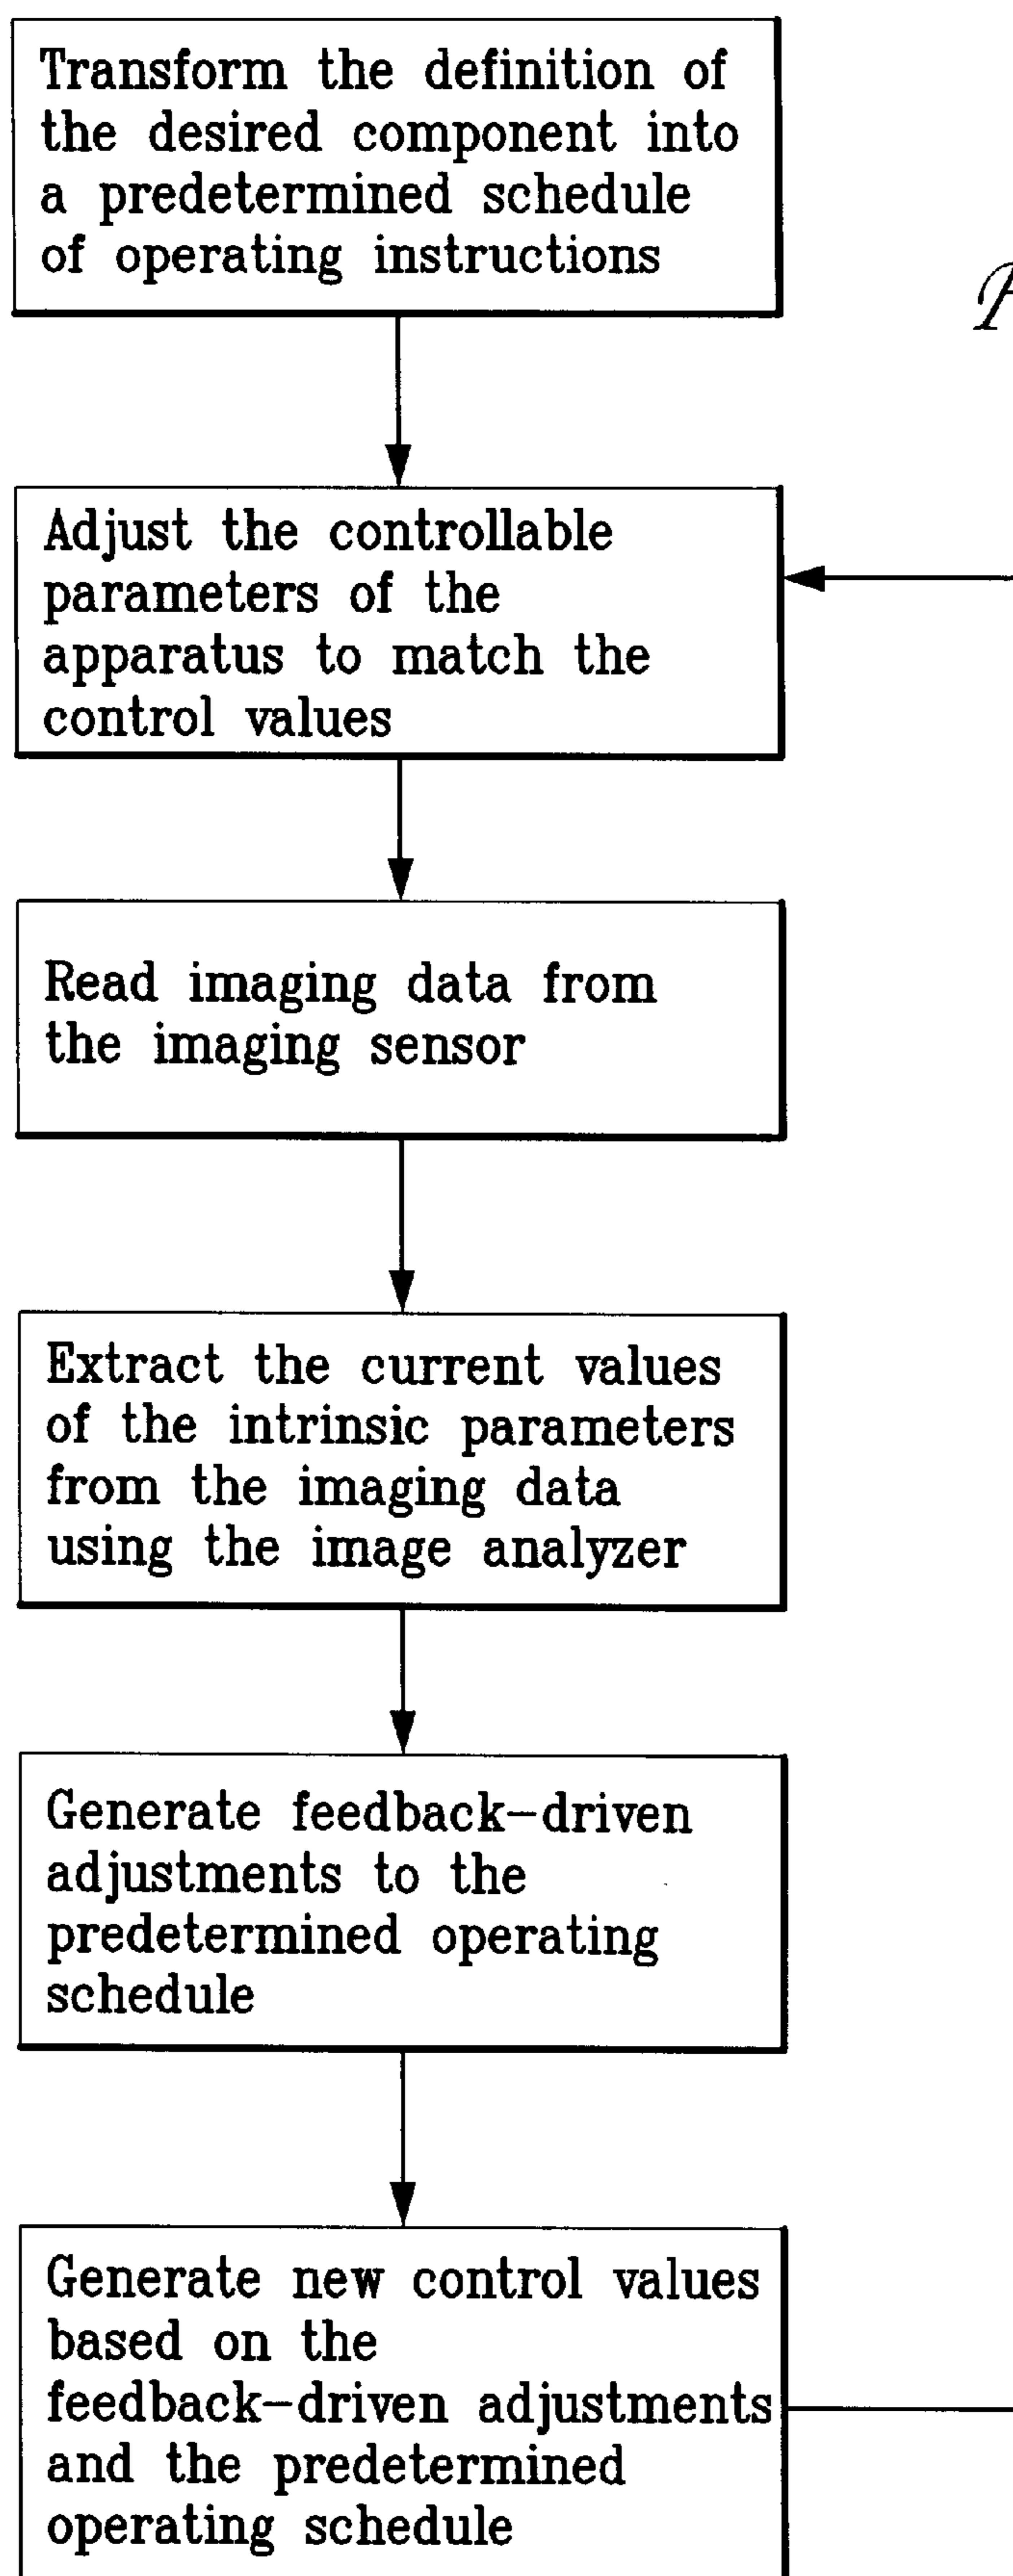 Transform the definition of
the desired component into
a predetermined schedule
of operating instructions
Adjust the controllable
parameters of the
apparatus to match the
control values
Read imaging data from
the imaging sensor
Extract the current values
of the intrinsic parameters
from the imaging data
using the image analyzer
Generate feedback-driven
adjustments to the
predetermined operating
schedule
Generate new control values
based on the
feedback-driven adjustments
and the predetermined
operating schedule